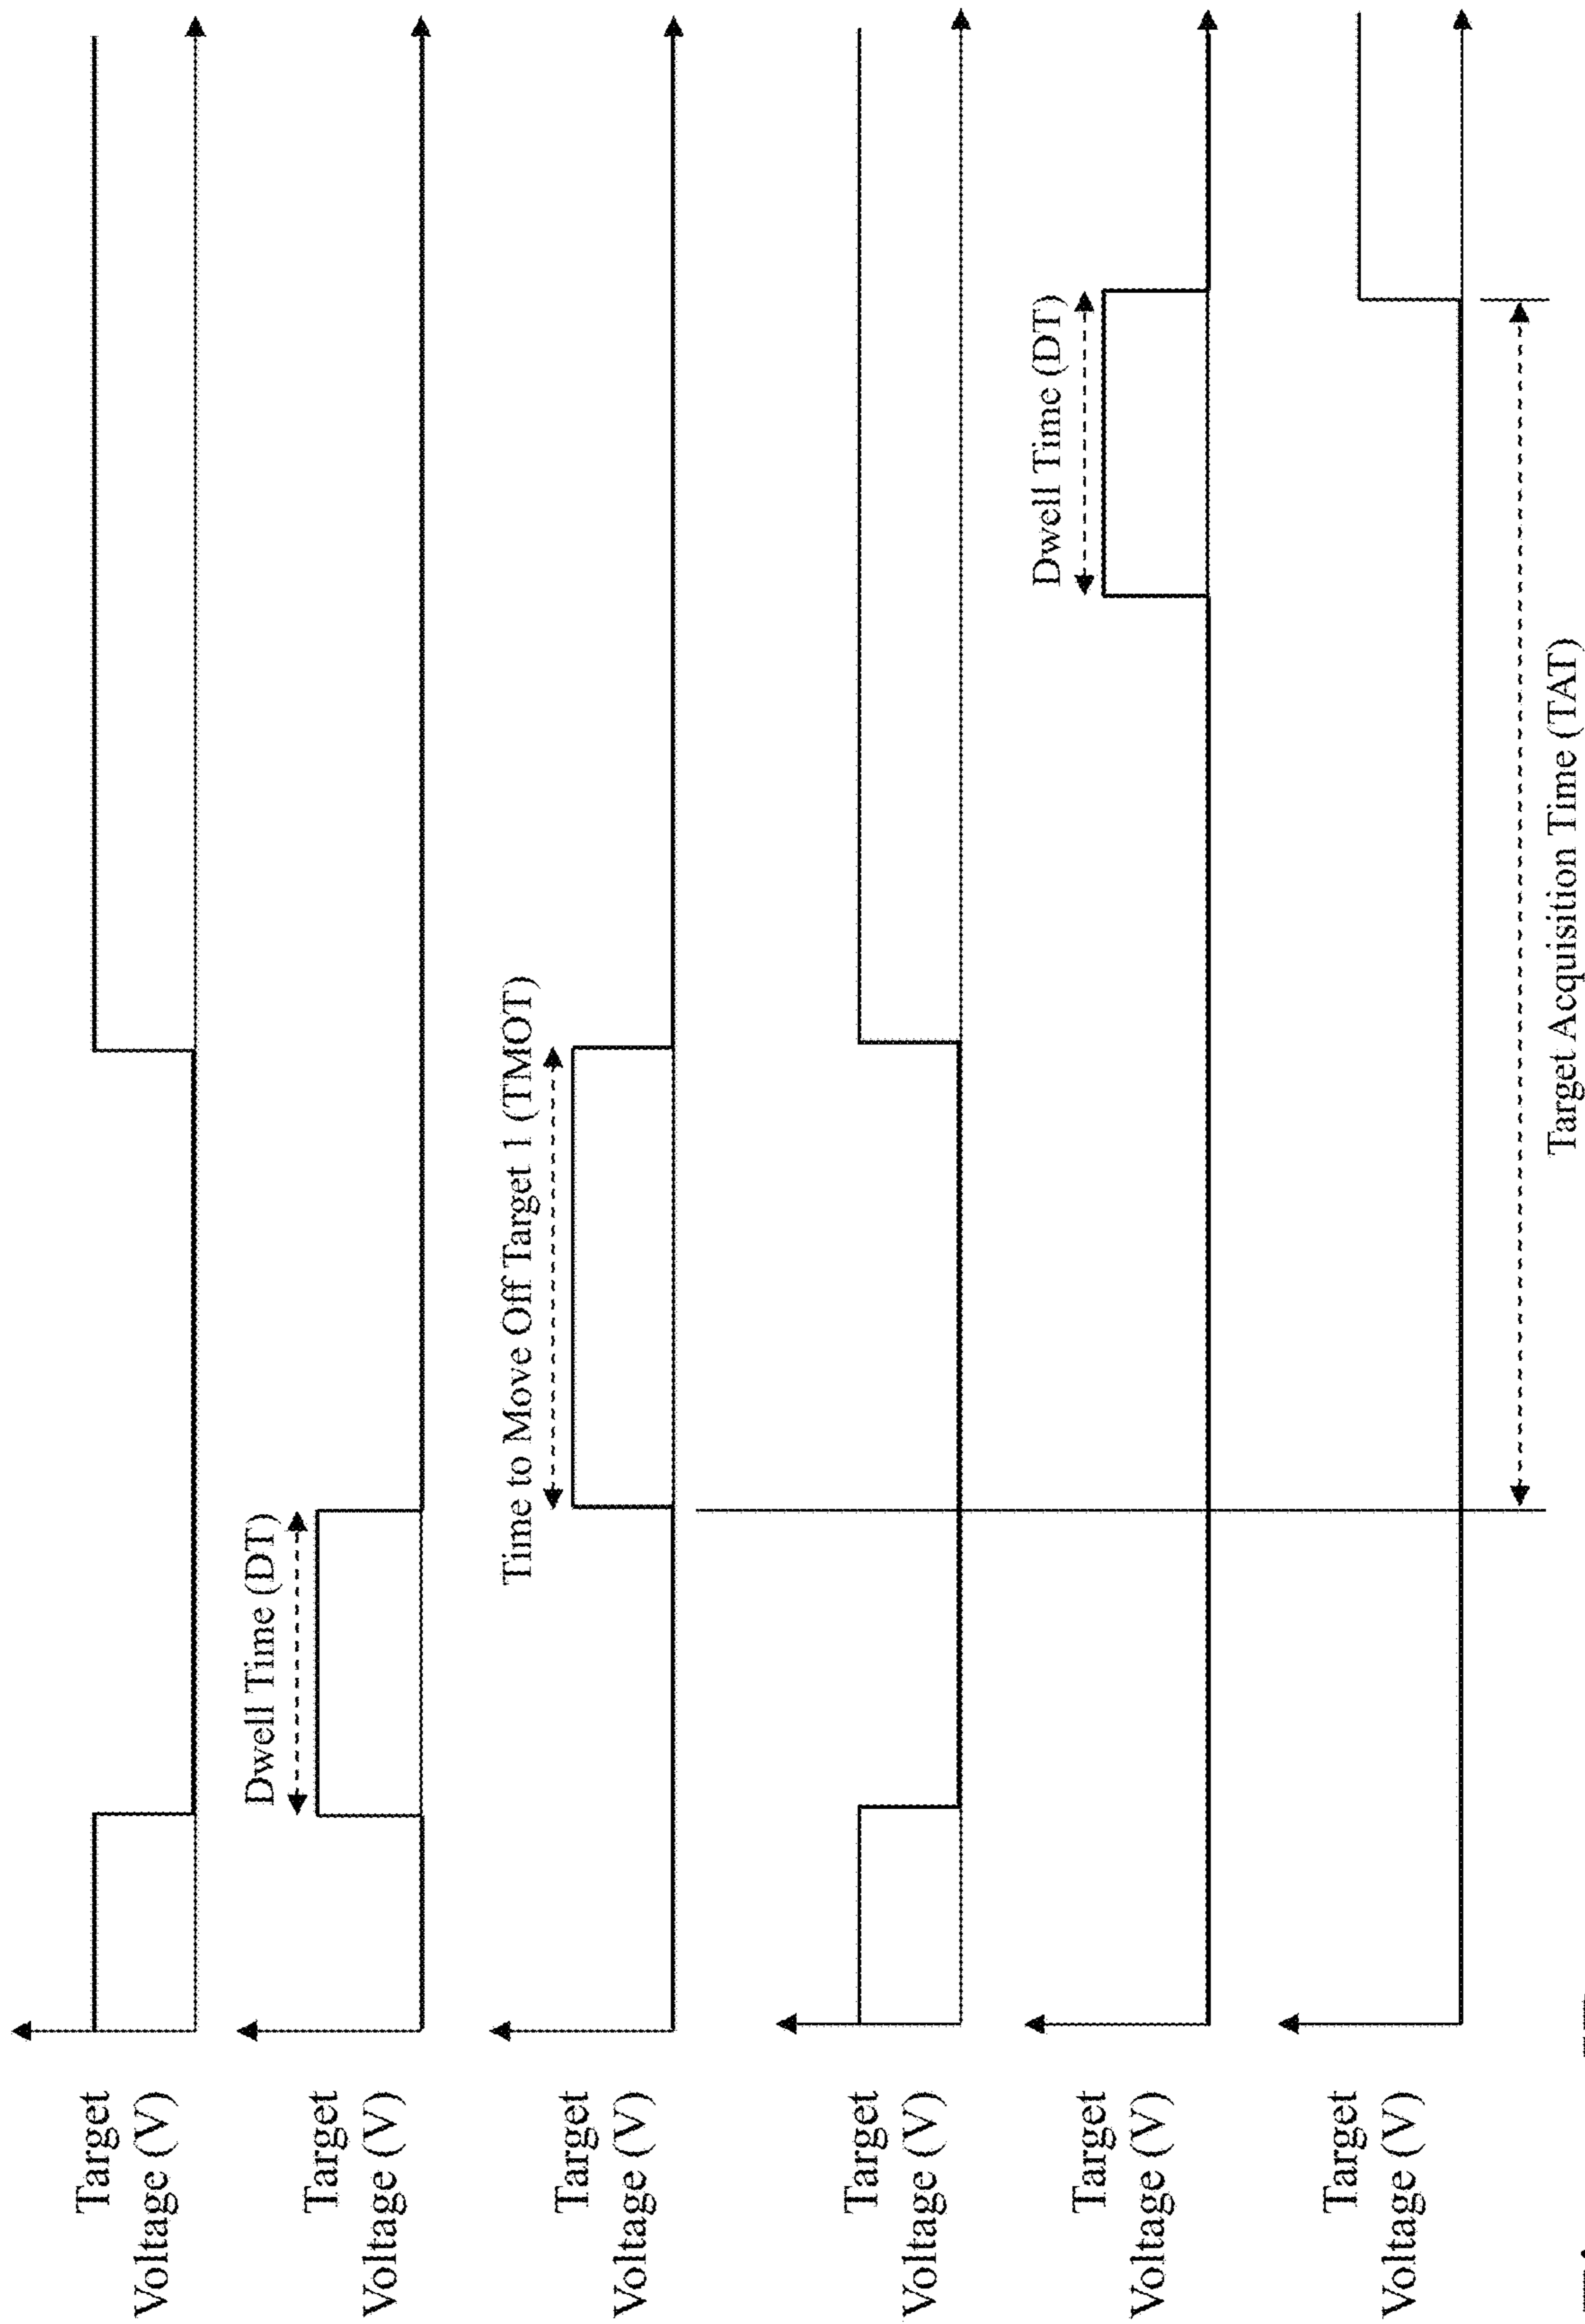 Target
Voltage (V)
Dwell Time (DT)
Target
Voltage (V)
Time to Move Off Target 1 (TMOT)
Target
Voltage (V)
Target
Voltage (V)
Dwell Time (DT)
Target
Voltage (V)
Target
Voltage (V)
Target Acquisition Time (TAT)